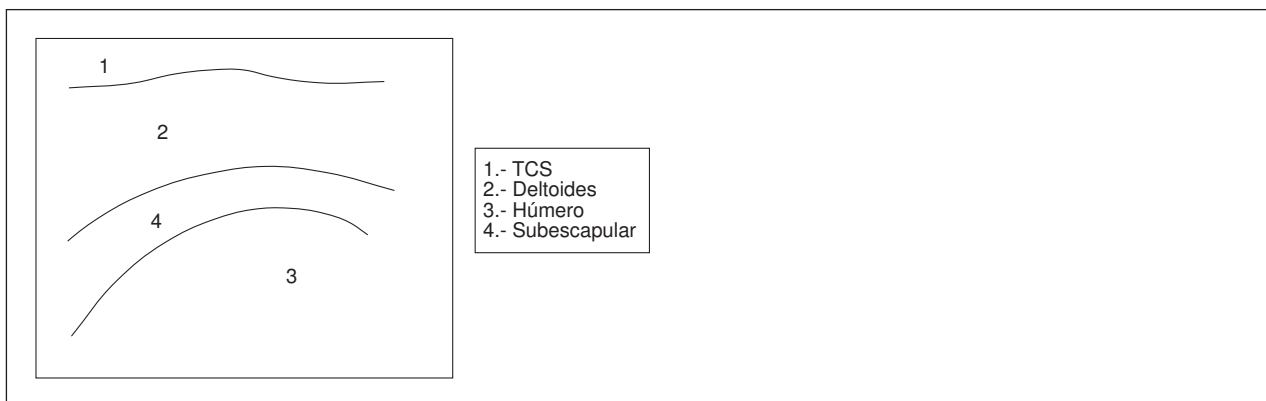 1
2
4
3
1.- TCS
2.- Deltoides
3.- Húmero
4.- Subescapular